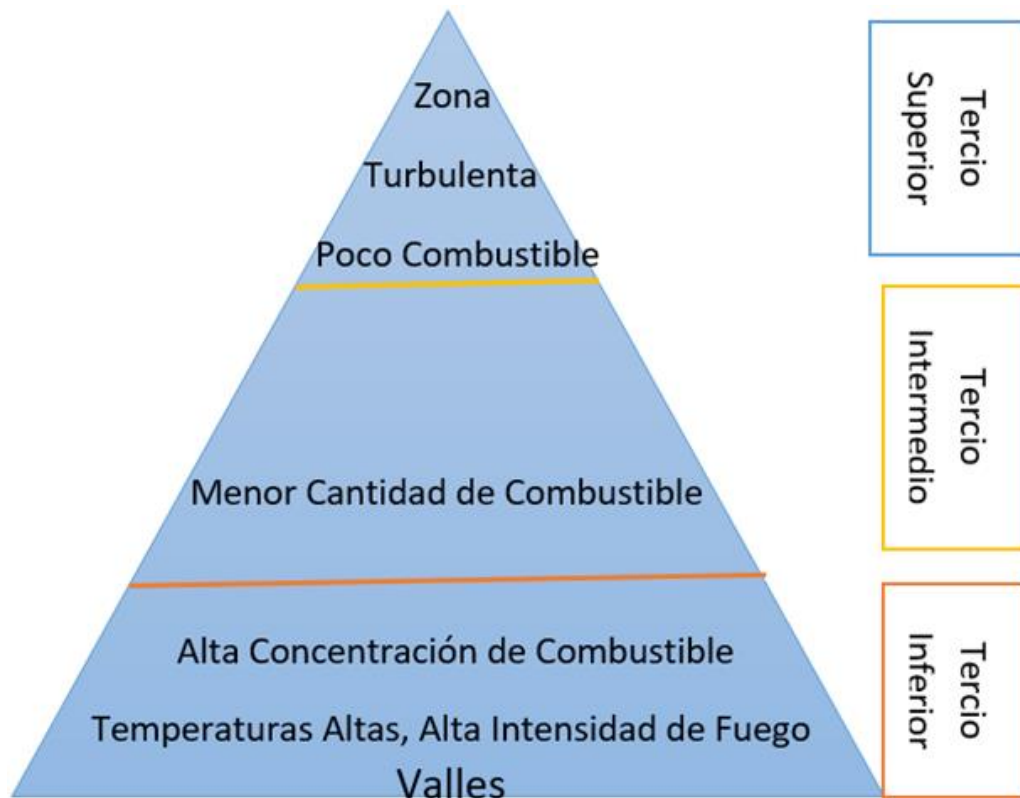 Zona
Turbulenta
Poco Combustible
Tercio
Superior
Menor Cantidad de Combustible
Tercio
Intermedio
Alta Concentración de Combustible
Temperaturas Altas, Alta Intensidad de Fuego
Valles
Tercio
Inferior